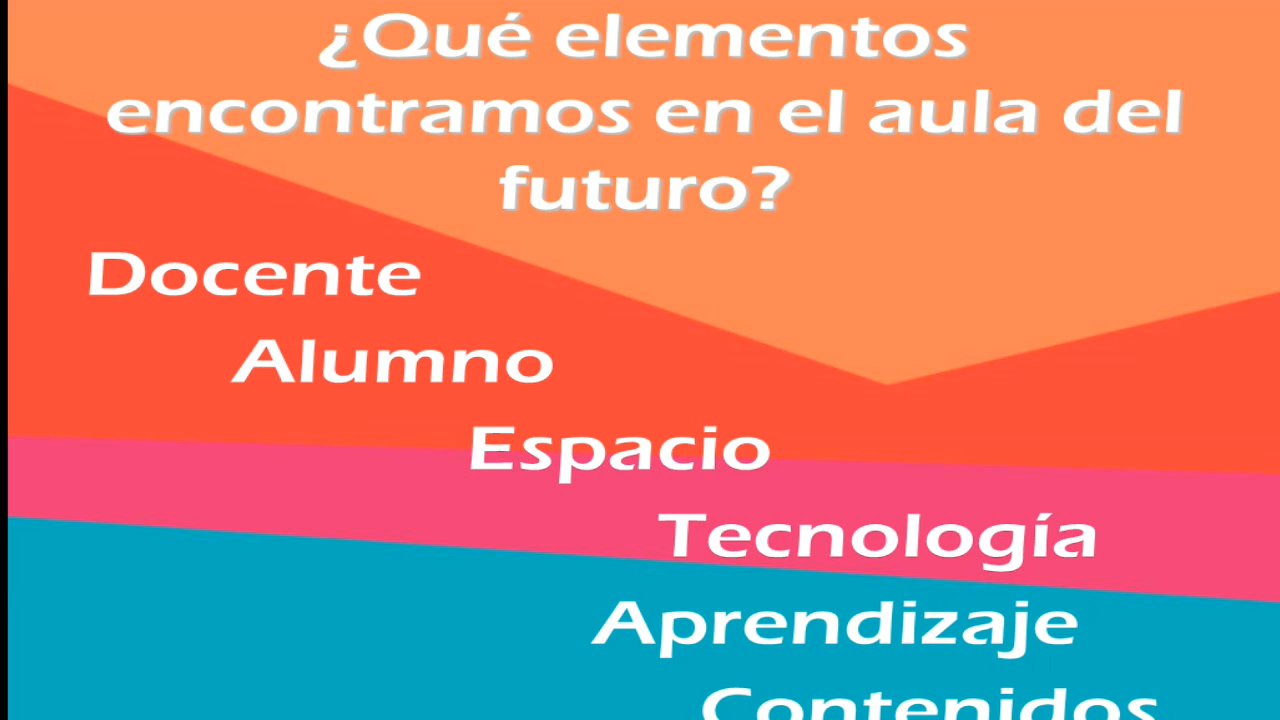 ¿Qué elementos
encontramos en el aula del
futuro?
Docente
Alumno
Espacio
Tecnología
Aprendizaje
Contenidos